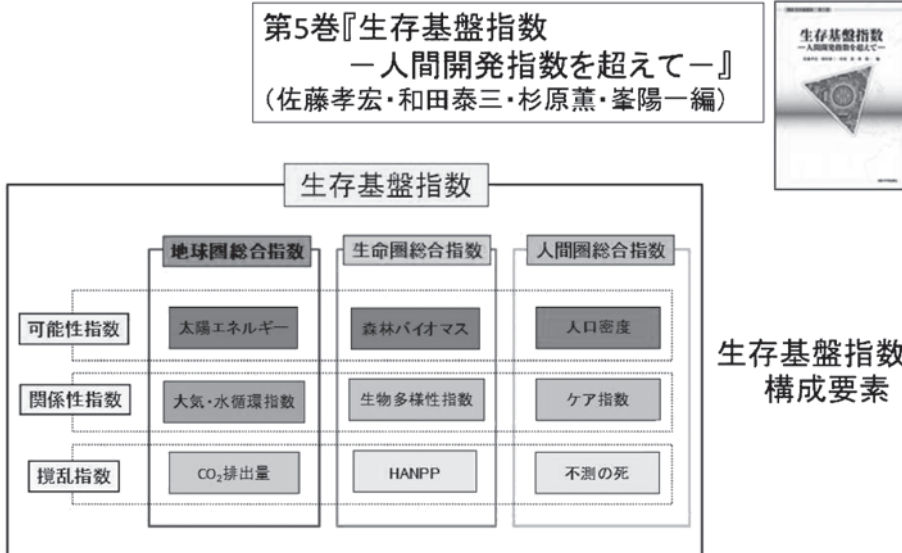 第5巻『生存基盤指数
－人間開発指数を超えて－』
(佐藤孝宏・和田泰三・杉原薫・峯陽一編)
生存基盤指数
－人間開発指数を超えて－
生存基盤指数
地球圏総合指数
生命圏総合指数
人間圏総合指数
可能性指数
太陽エネルギー
森林バイオマス
人口密度
関係性指数
大気・水循環指数
生物多様性指数
ケア指数
攪乱指数
CO₂排出量
HANPP
不測の死
生存基盤指数
構成要素